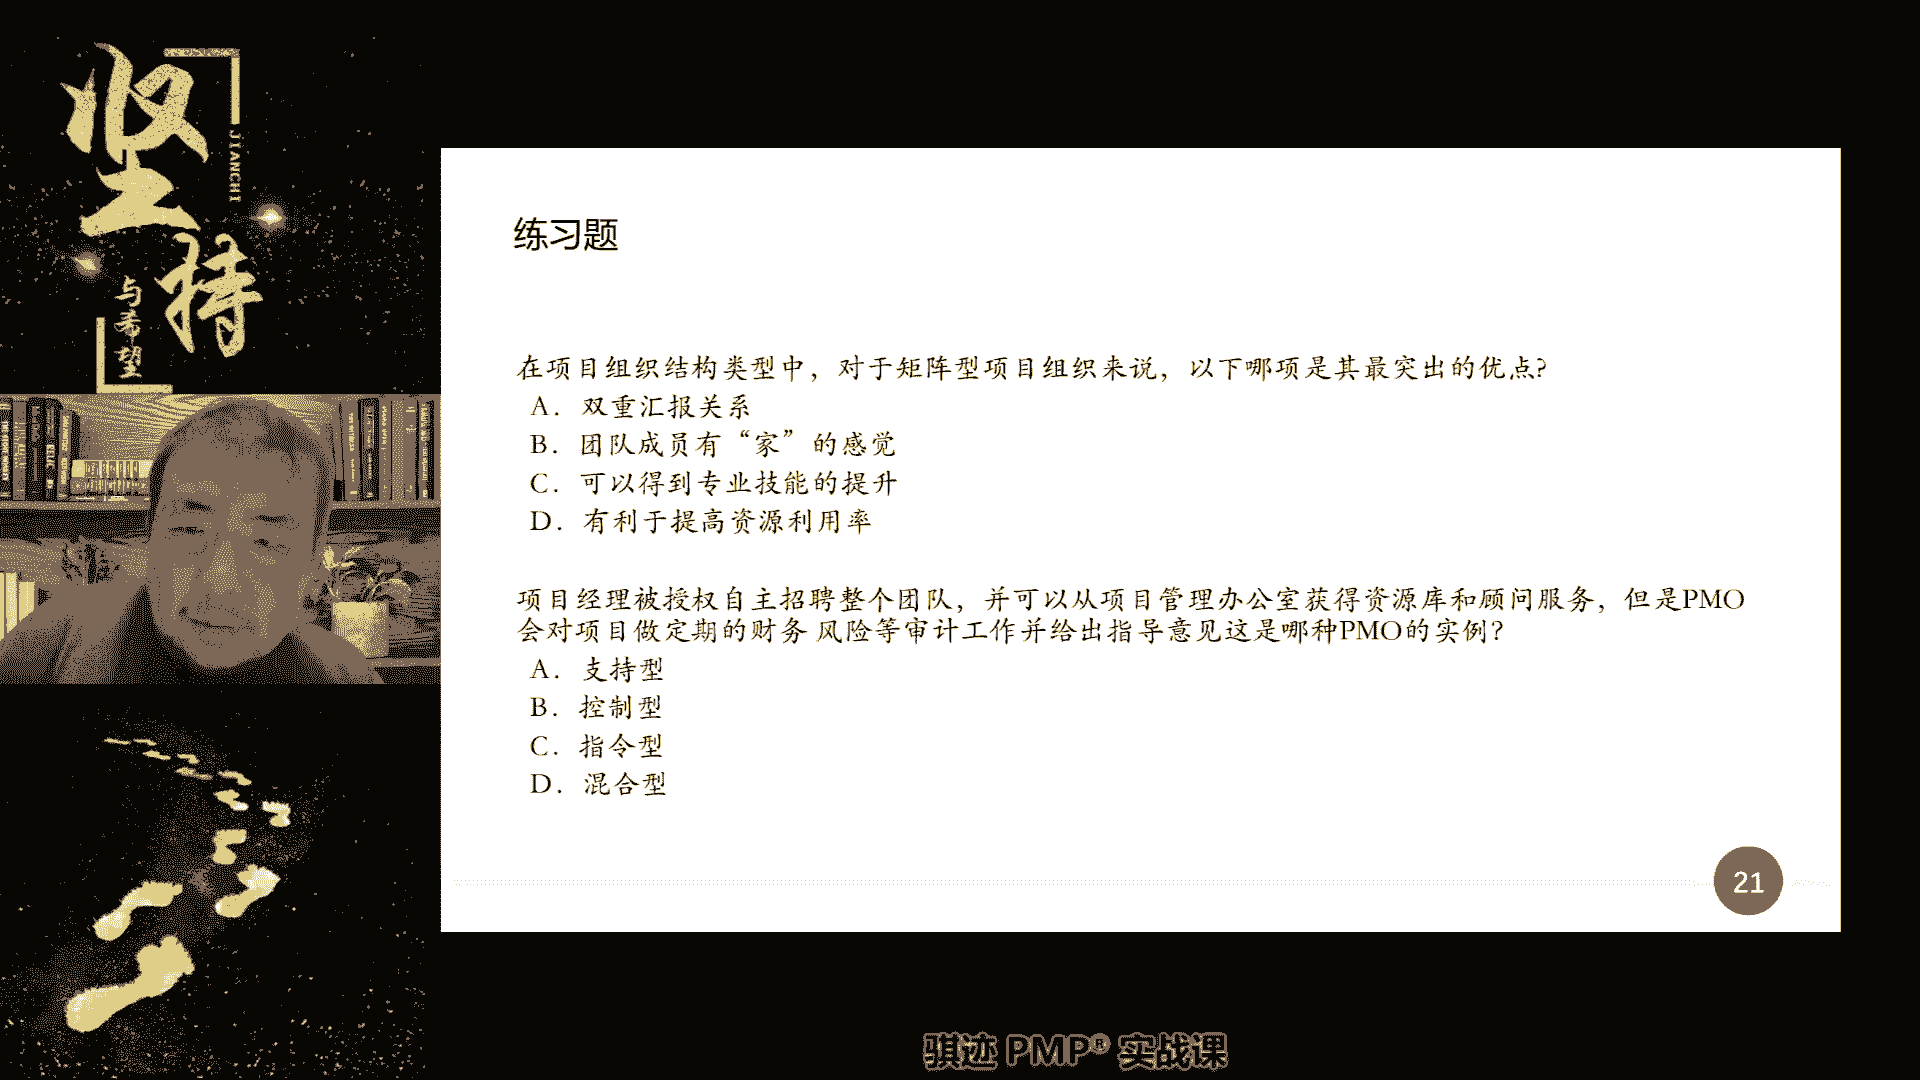 坚持
JIANCHI
与希望
练习题
在项目组织结构类型中，对于矩阵型项目组织来说，以下哪项是其最突出的优点?
A．双重汇报关系
B．团队成员有“家”的感觉
C．可以得到专业技能的提升
D．有利于提高资源利用率
项目经理被授权自主招聘整个团队，并可以从项目管理办公室获得资源库和顾问服务，但是PMO
会对项目做定期的财务 风险等审计工作并给出指导意见这是哪种PMO的实例?
A．支持型
B．控制型
C．指令型
D．混合型
21
骐迹 PMP® 实战课